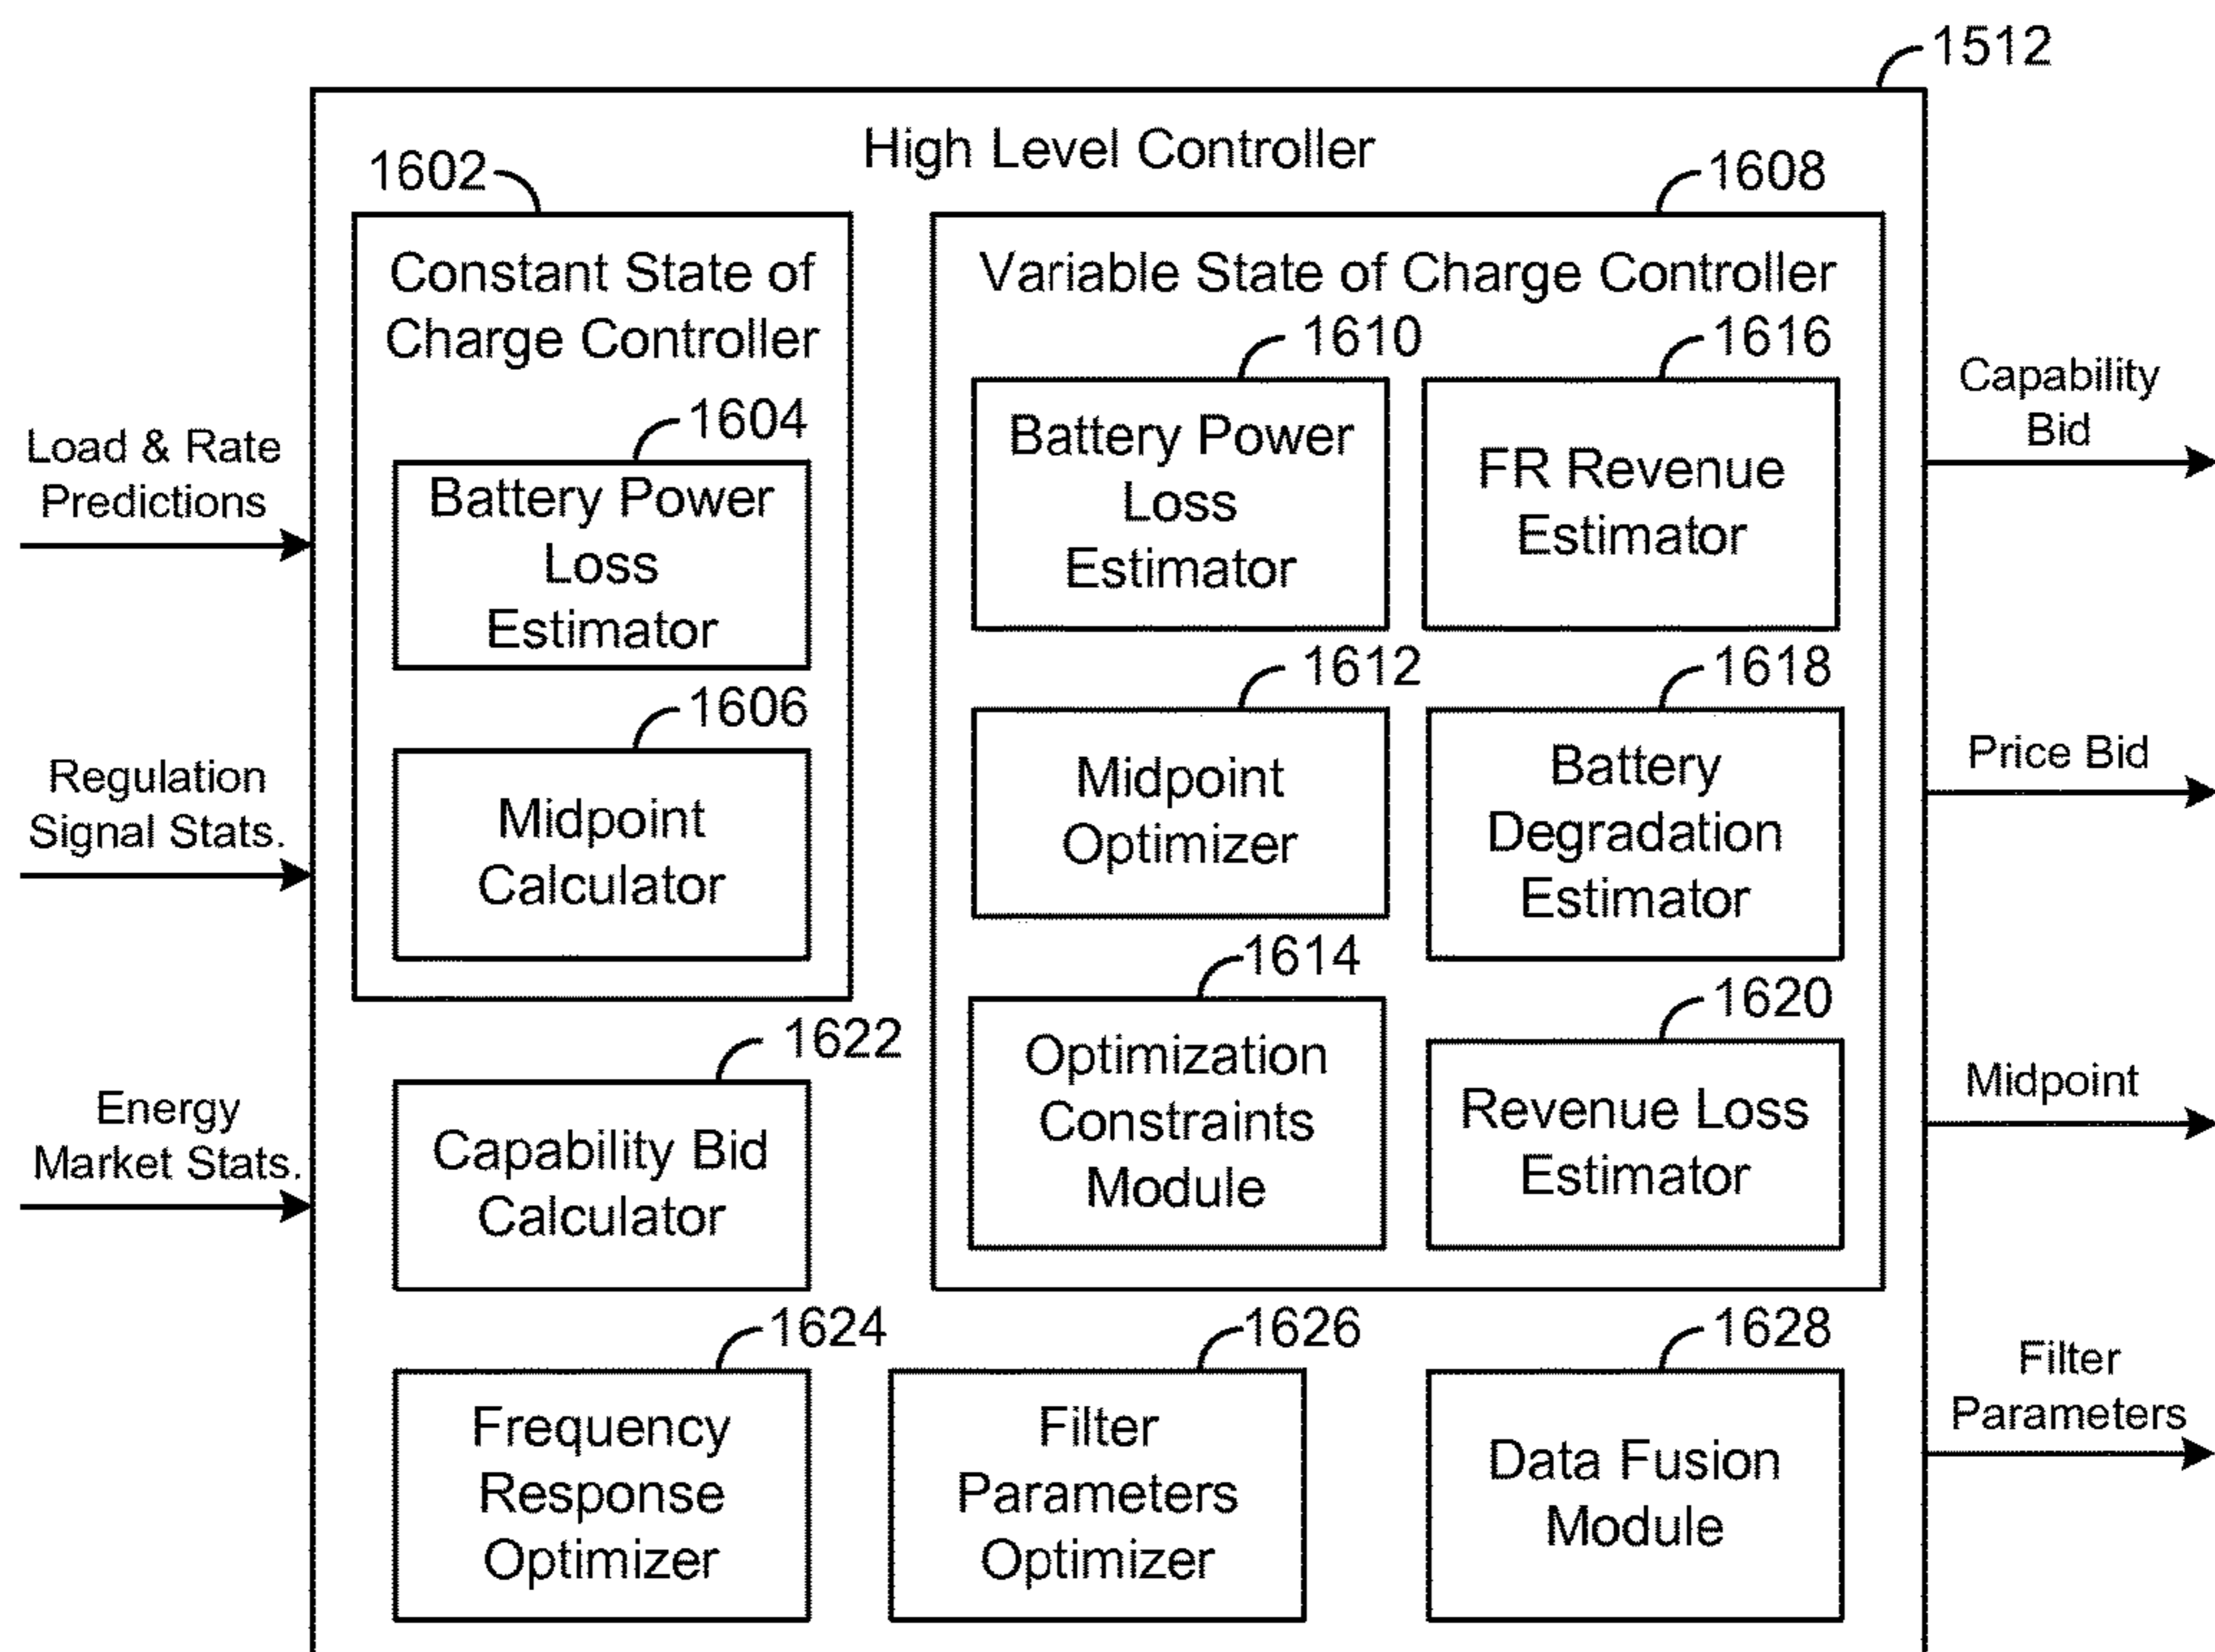 1512
High Level Controller
1602
1608
Constant State of
Charge Controller
Variable State of Charge Controller
1604
Battery Power
Loss
Estimator
1606
Midpoint
Calculator
1610
Battery Power
Loss
Estimator
1616
FR Revenue
Estimator
1612
Midpoint
Optimizer
1618
Battery
Degradation
Estimator
1614
Optimization
Constraints
Module
1620
Revenue Loss
Estimator
1622
Capability Bid
Calculator
1624
Frequency
Response
Optimizer
1626
Filter
Parameters
Optimizer
1628
Data Fusion
Module
Load & Rate
Predictions
Regulation
Signal Stats.
Energy
Market Stats.
Capability
Bid
Price Bid
Midpoint
Filter
Parameters